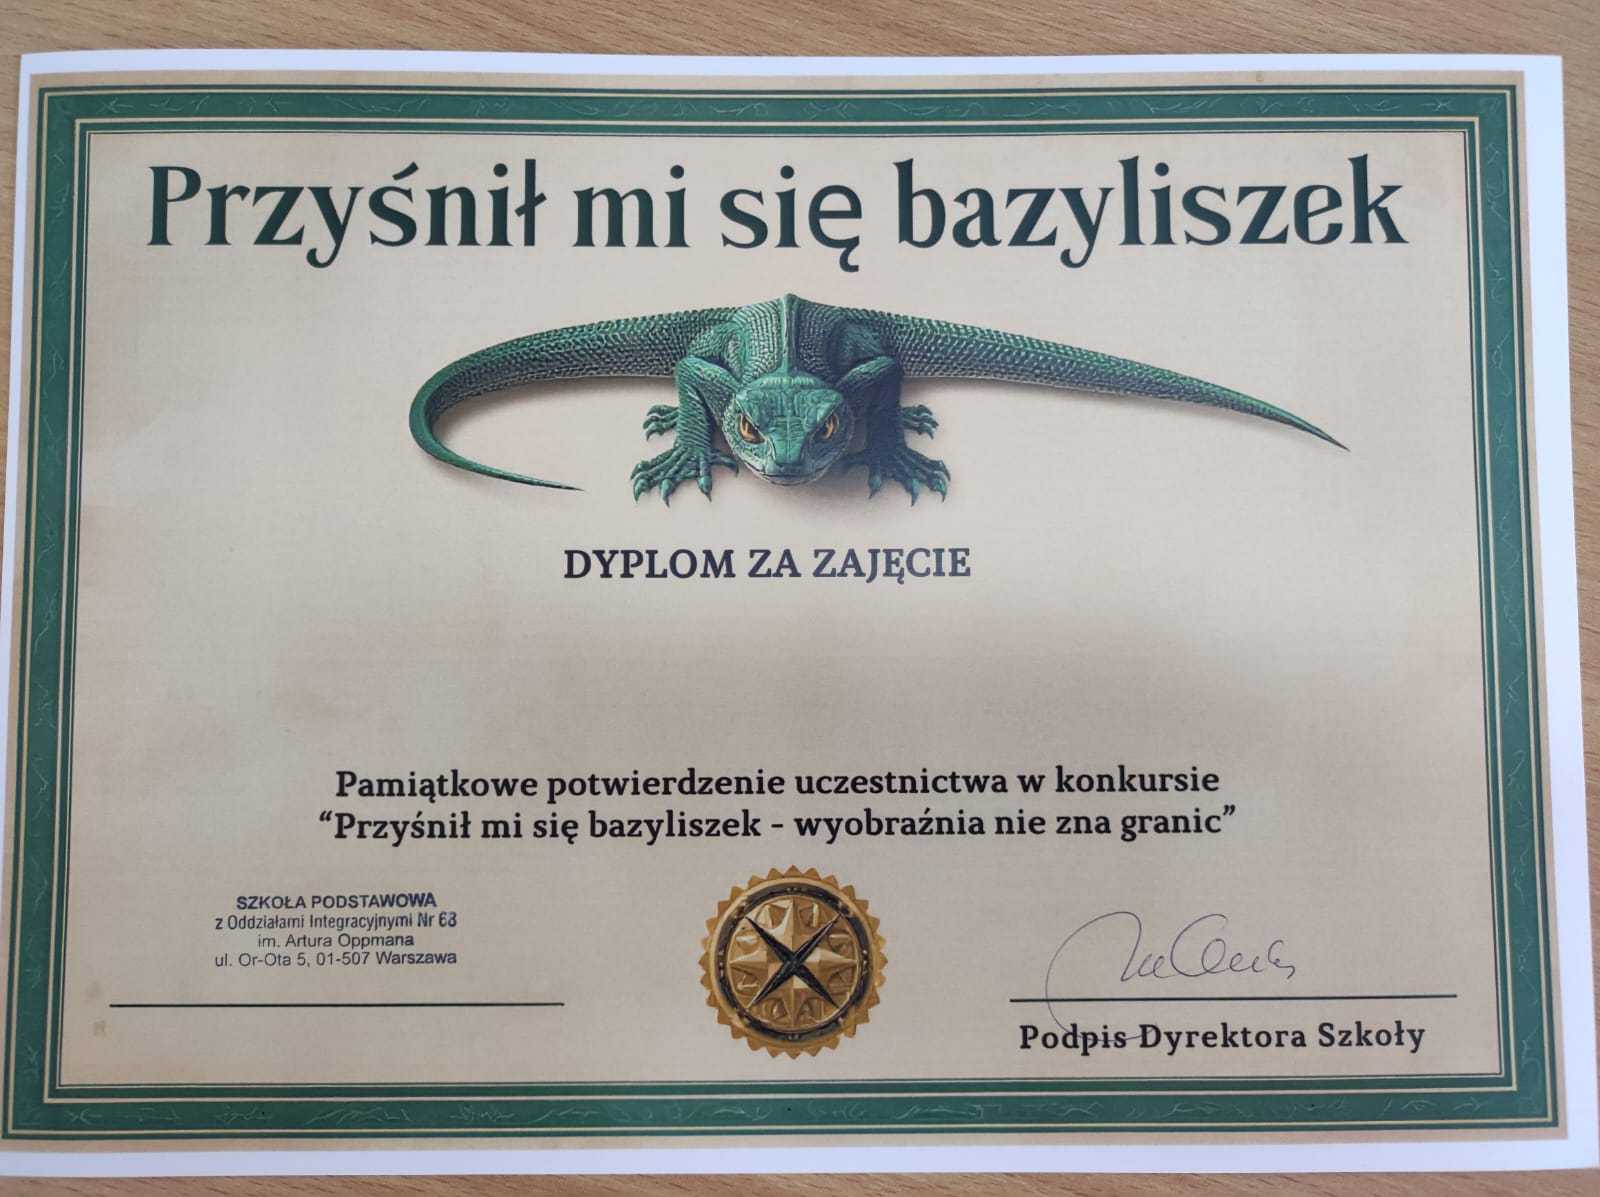 Przyśnił mi się bazyliszek
DYPLOM ZA ZAJĘCIE
Pamiątkowe potwierdzenie uczestnictwa w konkursie
“Przyśnił mi się bazyliszek - wyobraźnia nie zna granic”
SZKOŁA PODSTAWOWA
z Oddziałami Integracyjnymi Nr 68
im. Artura Oppmana
ul. Or-Ota 5, 01-507 Warszawa
Podpis Dyrektora Szkoły